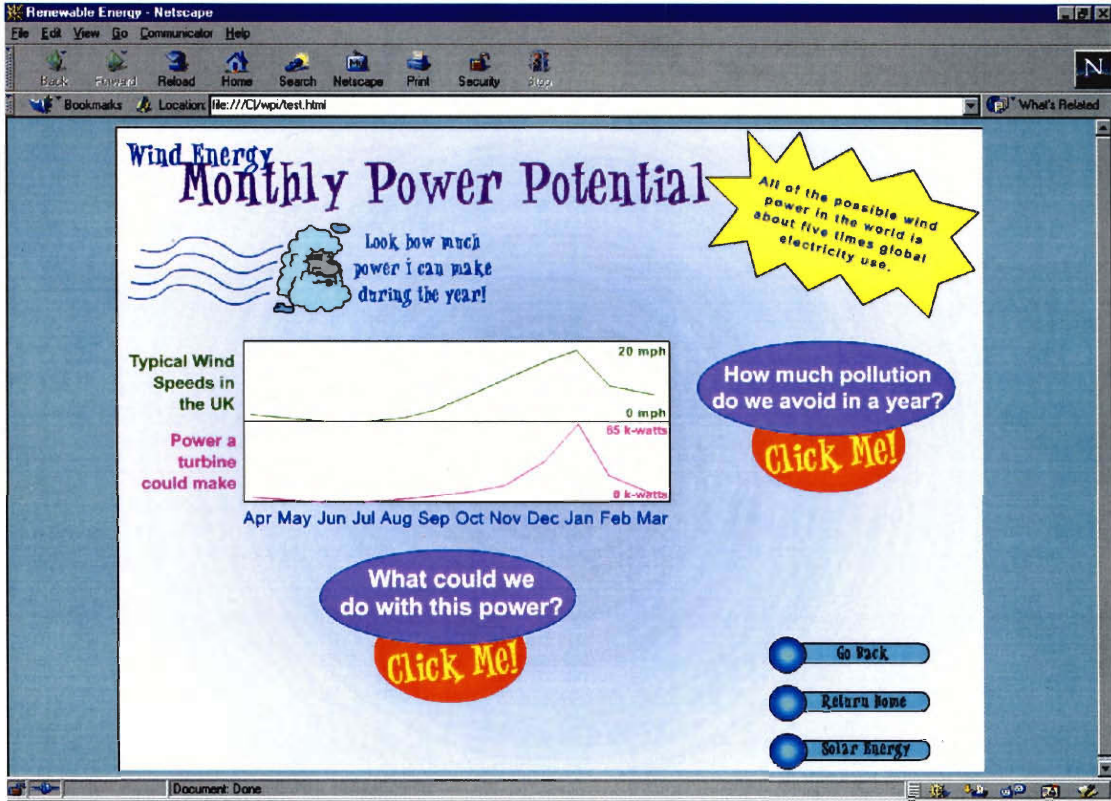 Renewable Energy - Netscape
File Edit View Go Communicator Help
Back Forward Reload Home Search Netscape Print Security Stop
N
Bookmarks Location: file:///C|/wpi/test.html What's Related
Wind Energy
Monthly Power Potential
All of the possible wind
power in the world is
about five times global
electricity use.
Look how much
power i can make
during the year!
Typical Wind
Speeds in
the UK
20 mph
0 mph
Power a
turbine
could make
65 k-watts
0 k-watts
Apr May Jun Jul Aug Sep Oct Nov Dec Jan Feb Mar
How much pollution
do we avoid in a year?
Click Me!
What could we
do with this power?
Click Me!
Go Back
Return Home
Solar Energy
Document: Done